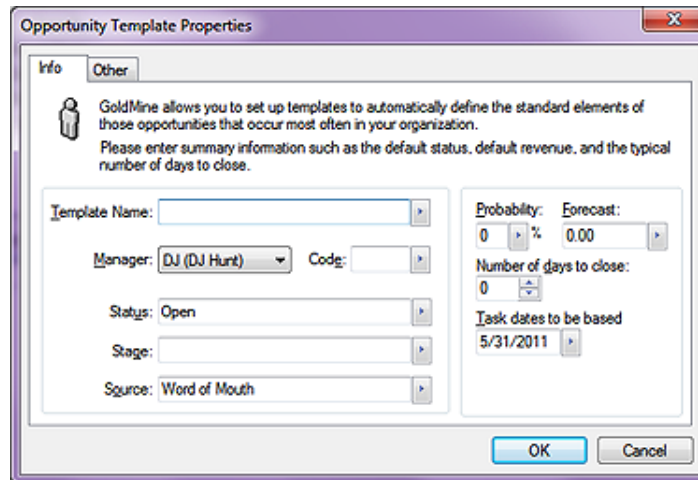 Opportunity Template Properties
Info Other
GoldMine allows you to set up templates to automatically define the standard elements of
those opportunities that occur most often in your organization.
Please enter summary information such as the default status, default revenue, and the typical
number of days to close.
Template Name:
Manager: DJ (DJ Hunt) Code:
Status: Open
Stage:
Source: Word of Mouth
Probability: Forecast:
0 % 0.00
Number of days to close:
0
Task dates to be based
5/31/2011
OK Cancel